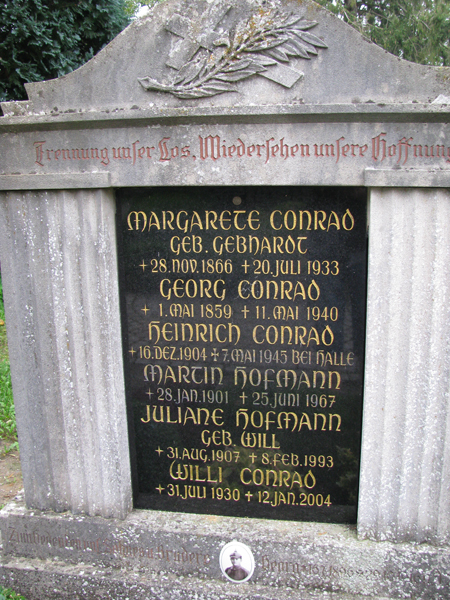 Trennung unser Los. Wiedersehen unsere Hoffnung
MARGARETE CONRAD
GEB. GEBHARDT
+ 28. NOV. 1866 + 20. JULI 1933
GEORG CONRAD
+ 1. MAI 1859 + 11. MAI 1940
HEINRICH CONRAD
+ 16. DEZ. 1904 + 7. MAI 1945 BEI HALLE
MARTIN HOFMANN
+ 28. JAN. 1901 + 25. JUNI 1967
JULIANE HOFMANN
GEB. WILL
+ 31. AUG. 1907 + 8. FEB. 1993
WILLI CONRAD
+ 31. JULI 1930 + 12. JAN. 2004
Zum